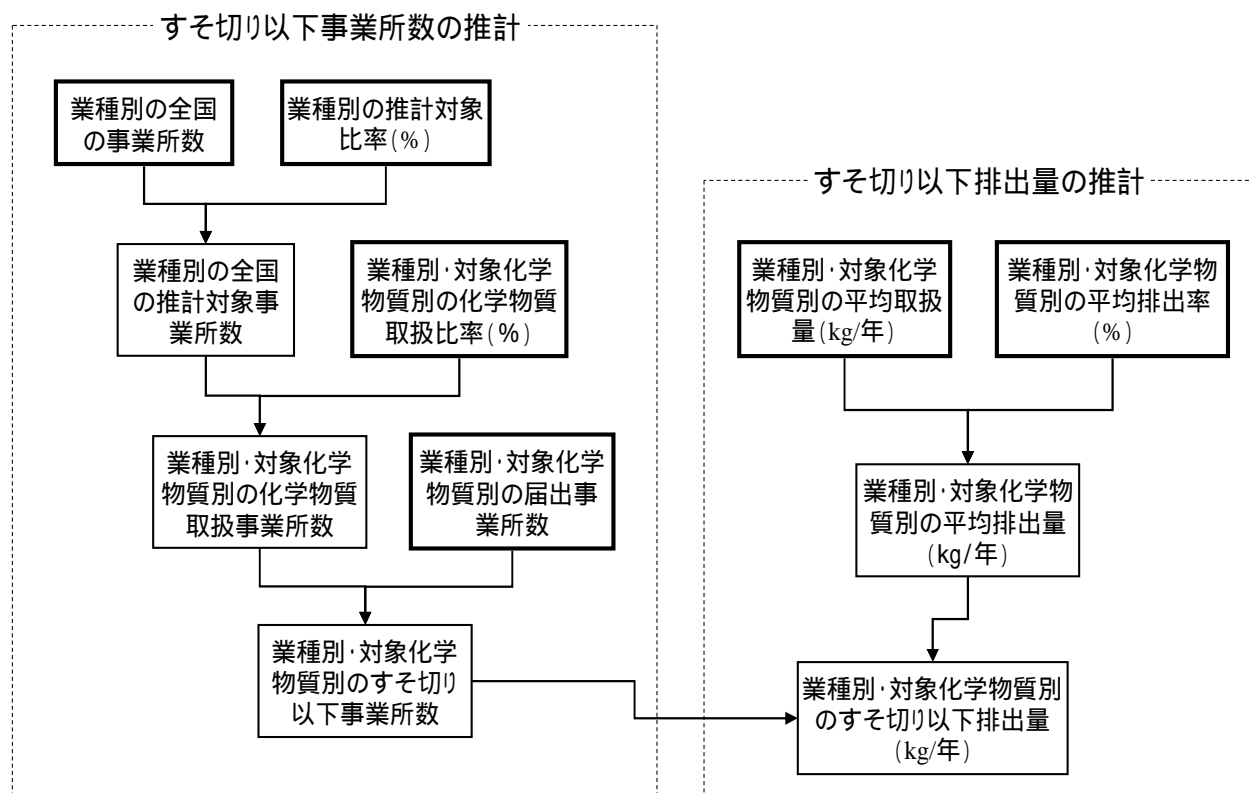 すそ切り以下事業所数の推計
業種別の全国
の事業所数
業種別の推計対象
比率(%)
業種別の全国
の推計対象事
業所数
業種別・対象化学
物質別の化学物質
取扱比率(%)
業種別・対象化学
物質別の化学物質
取扱事業所数
業種別・対象化学
物質別の届出事
業所数
業種別・対象化学
物質別のすそ切り
以下事業所数
すそ切り以下排出量の推計
業種別・対象化学
物質別の平均取扱
量(kg/年)
業種別・対象化学物
質別の平均排出率
(%)
業種別・対象化学物
質別の平均排出量
(kg/年)
業種別・対象化学物質別
のすそ切り以下排出量
(kg/年)